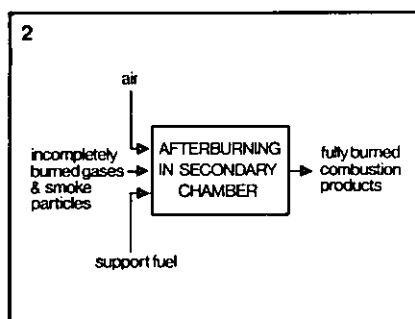 2
air
incompletely
burned gases
& smoke
particles
AFTERBURNING
IN SECONDARY
CHAMBER
fully burned
combustion
products
support fuel